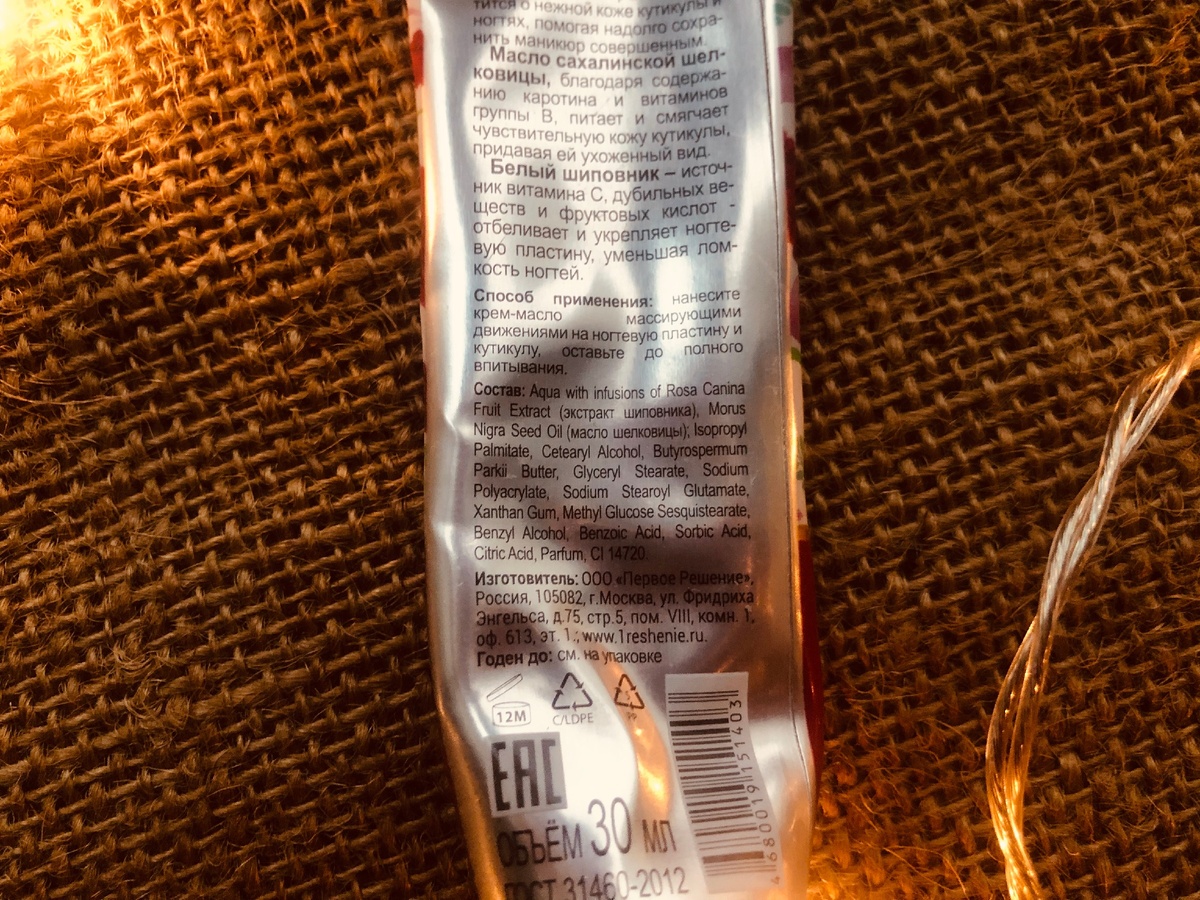 тится о нежной коже кутикулы и
ногтях, помогая надолго сохра-
нить маникюр совершенным.
Масло сахалинской шел-
ковицы, благодаря содержа-
нию каротина и витаминов
группы В, питает и смягчает
чувствительную кожу кутикулы,
придавая ей ухоженный вид.
Белый шиповник – источ-
ник витамина С, дубильных ве-
ществ и фруктовых кислот -
отбеливает и укрепляет ногте-
вую пластину, уменьшая лом-
кость ногтей.
Способ применения: нанесите
крем-масло массирующими
движениями на ногтевую пластину и
кутикулу, оставьте до полного
впитывания.
Состав: Aqua with infusions of Rosa Canina
Fruit Extract (экстракт шиповника), Morus
Nigra Seed Oil (масло шелковицы); Isopropyl
Palmitate, Cetearyl Alcohol, Butyrospermum
Parkii Butter, Glyceryl Stearate, Sodium
Polyacrylate, Sodium Stearoyl Glutamate,
Xanthan Gum, Methyl Glucose Sesquistearate,
Benzyl Alcohol, Benzoic Acid, Sorbic Acid,
Citric Acid, Parfum, CI 14720.
Изготовитель: ООО «Первое Решение»,
Россия, 105082, г.Москва, ул. Фридриха
Энгельса, д.75, стр.5, пом. VIII, комн. 1,
оф. 613, эт. 1.; www.1reshenie.ru.
Годен до: см. на упаковке
12M
C/LDPE
PP
EAC
4680019151403
ОБЪЁМ 30 МЛ
ГОСТ 31460-2012